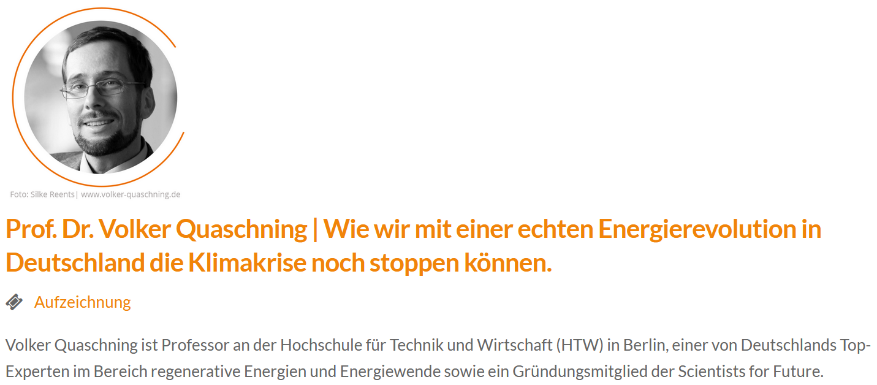 Foto: Silke Reents| www.volker-quaschning.de
Prof. Dr. Volker Quaschning | Wie wir mit einer echten Energierevolution in
Deutschland die Klimakrise noch stoppen können.
Aufzeichnung
Volker Quaschning ist Professor an der Hochschule für Technik und Wirtschaft (HTW) in Berlin, einer von Deutschlands Top-
Experten im Bereich regenerative Energien und Energiewende sowie ein Gründungsmitglied der Scientists for Future.